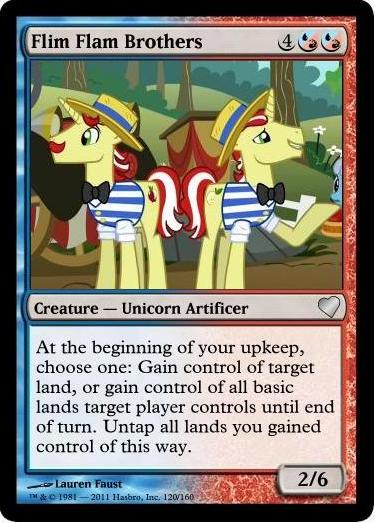 Flim Flam Brothers 4
Creature — Unicorn Artificer
At the beginning of your upkeep,
choose one: Gain control of target
land, or gain control of all basic
lands target player controls until end
of turn. Untap all lands you gained
control of this way.
Lauren Faust
™ & © 1981 — 2011 Hasbro, Inc. 120/160
2/6